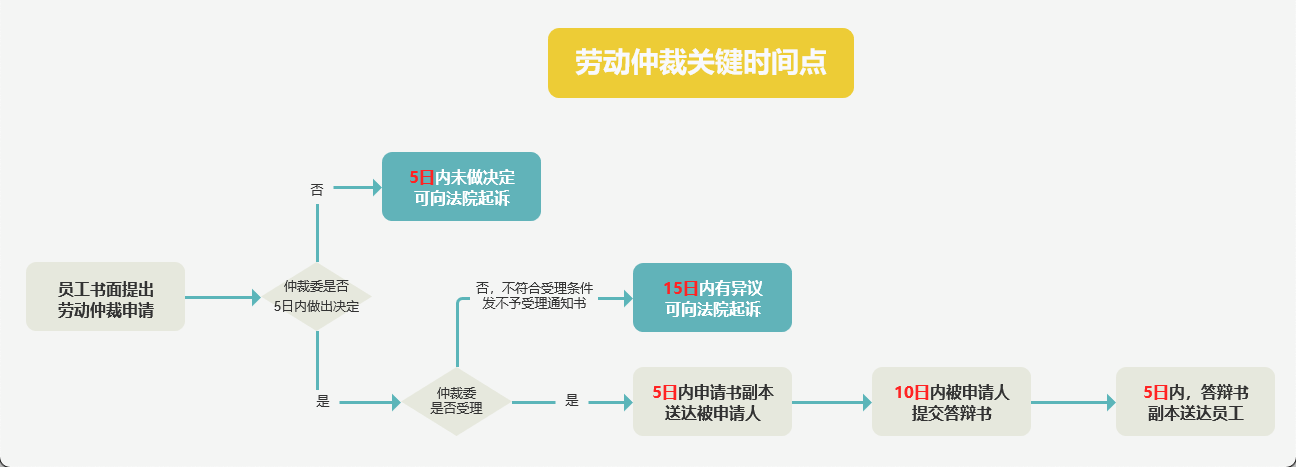 劳动仲裁关键时间点
5日内未做决定
可向法院起诉
否
员工书面提出
劳动仲裁申请
仲裁委是否
5日内做出决定
否，不符合受理条件
发不予受理通知书
15日内有异议
可向法院起诉
是
仲裁委
是否受理
是
5日内申请书副本
送达被申请人
10日内被申请人
提交答辩书
5日内，答辩书
副本送达员工